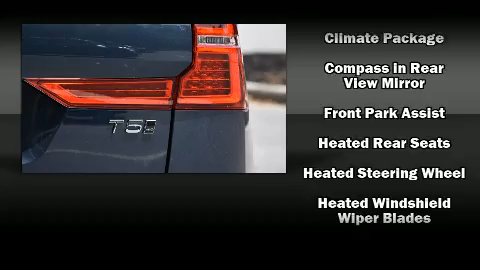 Climate Package
Compass in Rear
View Mirror
Front Park Assist
Heated Rear Seats
Heated Steering Wheel
Heated Windshield
Wiper Blades
T5